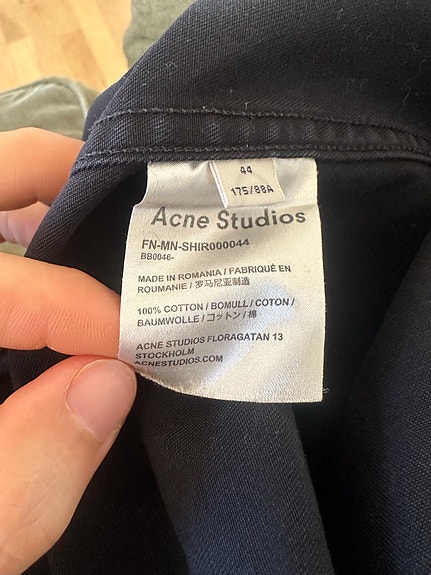 44
175/88A
Acne Studios
FN-MN-SHIR000044
BB0046-
MADE IN ROMANIA / FABRIQUÉ EN
ROUMANIE / 罗马尼亚制造
100% COTTON / BOMULL / COTON /
BAUMWOLLE / コットン / 棉
ACNE STUDIOS FLORAGATAN 13
STOCKHOLM
ACNESTUDIOS.COM